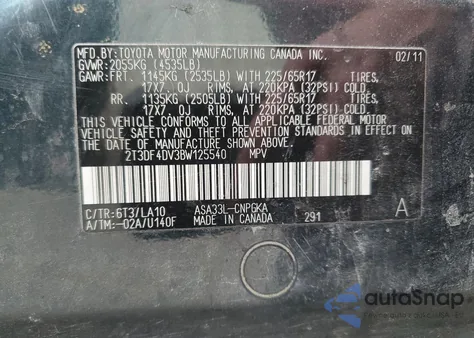 MFD.BY:TOYOTA MOTOR MANUFACTURING CANADA INC. 02/11
GVWR: 2055KG (4535LB)
GAWR:FRT. 1145KG (2535LB) WITH 225/65R17 TIRES,
17X7. 0J RIMS, AT 220KPA (32PSI) COLD.
RR. 1135KG (2505LB) WITH 225/65R17 TIRES,
17X7. 0J RIMS, AT 220KPA (32PSI) COLD.
THIS VEHICLE CONFORMS TO ALL APPLICABLE FEDERAL MOTOR
VEHICLE SAFETY STANDARDS IN EFFECT ON THE DATE OF
MANUFACTURE SHOWN ABOVE.
2T3DF4DV3BW125540 MPV
C/TR:6T3/LA10 ASA33L-CNPGKA A
A/TM:-02A/U140F MADE IN CANADA 291
autoSnap